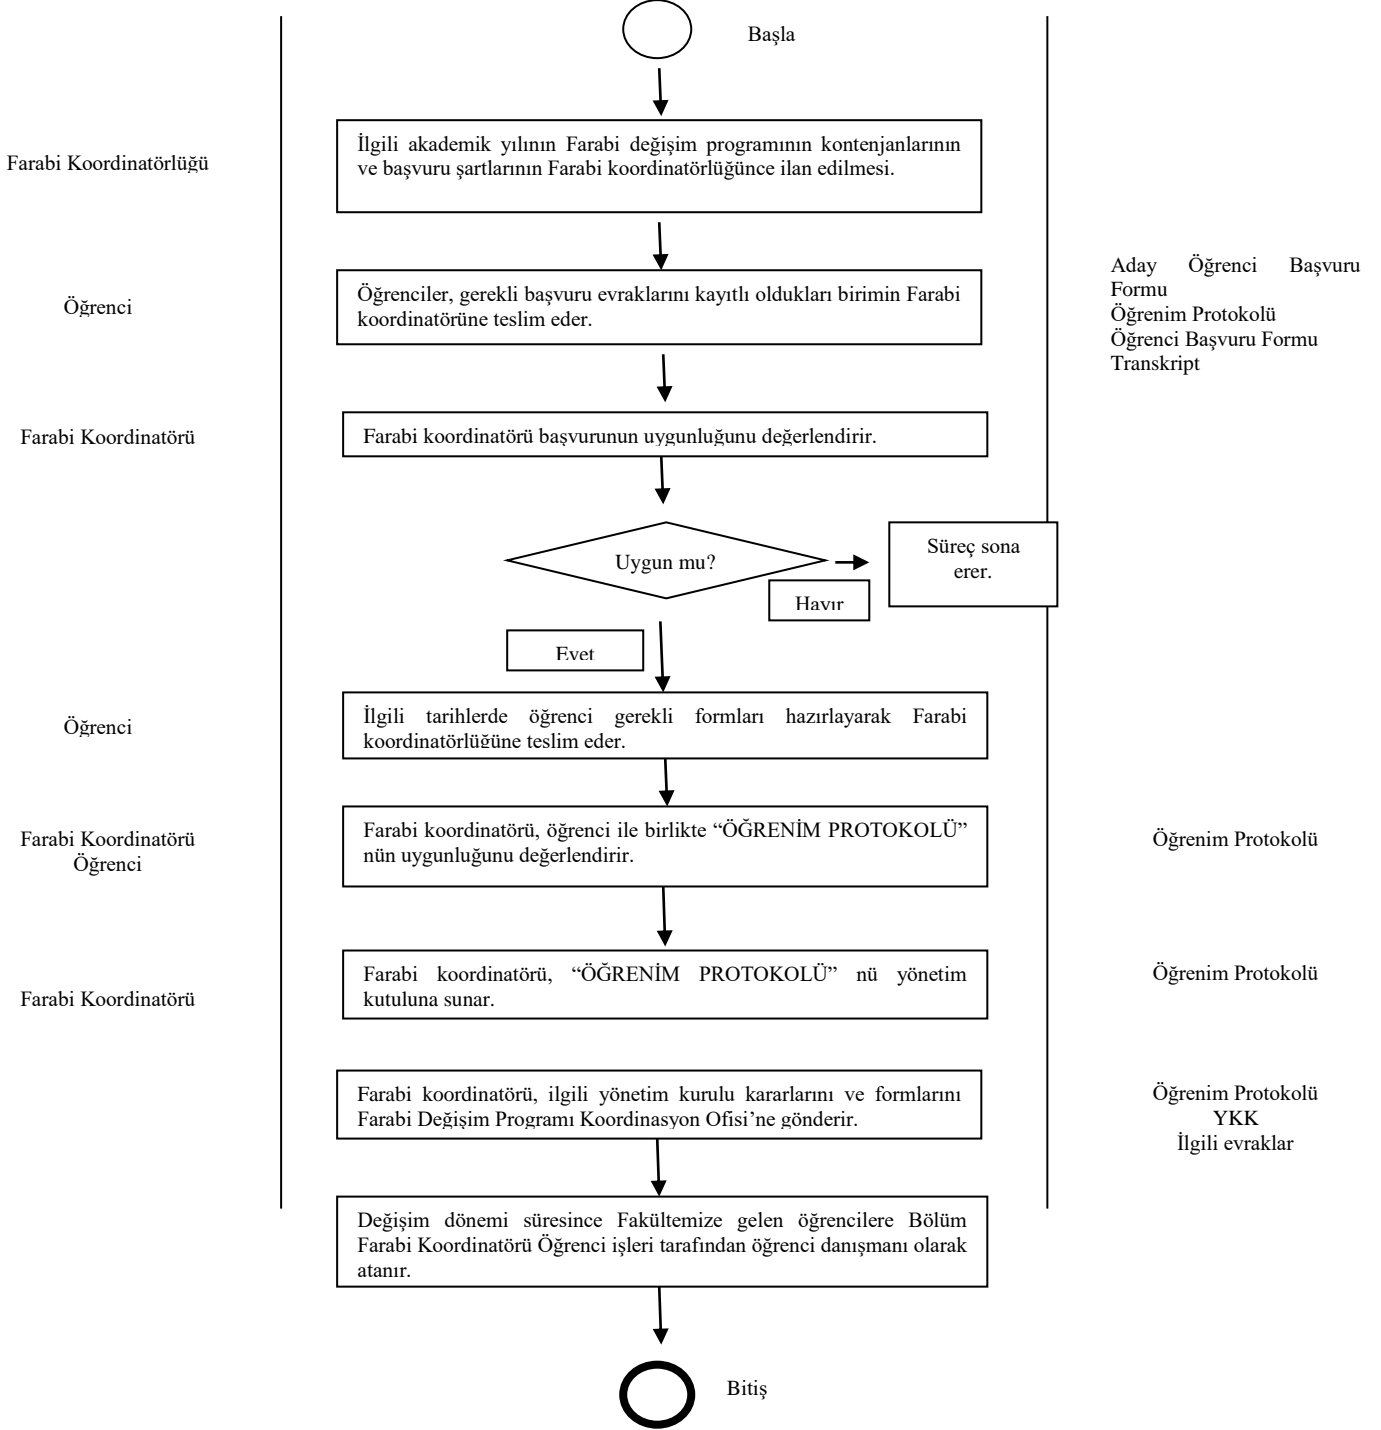 Başla
Farabi Koordinatörlüğü
İlgili akademik yılının Farabi değişim programının kontenjanlarının
ve başvuru şartlarının Farabi koordinatörlüğünce ilan edilmesi.
Öğrenci
Öğrenciler, gerekli başvuru evraklarını kayıtlı oldukları birimin Farabi
koordinatörüne teslim eder.
Aday Öğrenci Başvuru
Formu
Öğrenim Protokolü
Öğrenci Başvuru Formu
Transkript
Farabi Koordinatörü
Farabi koordinatörü başvurunun uygunluğunu değerlendirir.
Uygun mu?
Süreç sona
erer.
Hayır
Evet
Öğrenci
İlgili tarihlerde öğrenci gerekli formları hazırlayarak Farabi
koordinatörlüğüne teslim eder.
Farabi Koordinatörü
Öğrenci
Farabi koordinatörü, öğrenci ile birlikte “ÖĞRENİM PROTOKOLÜ”
nün uygunluğunu değerlendirir.
Öğrenim Protokolü
Farabi Koordinatörü
Farabi koordinatörü, “ÖĞRENİM PROTOKOLÜ” nü yönetim
kutuluna sunar.
Öğrenim Protokolü
Farabi koordinatörü, ilgili yönetim kurulu kararlarını ve formlarını
Farabi Değişim Programı Koordinasyon Ofisi’ne gönderir.
Öğrenim Protokolü
YKK
İlgili evraklar
Değişim dönemi süresince Fakültemize gelen öğrencilere Bölüm
Farabi Koordinatörü Öğrenci işleri tarafından öğrenci danışmanı olarak
atanır.
Bitiş